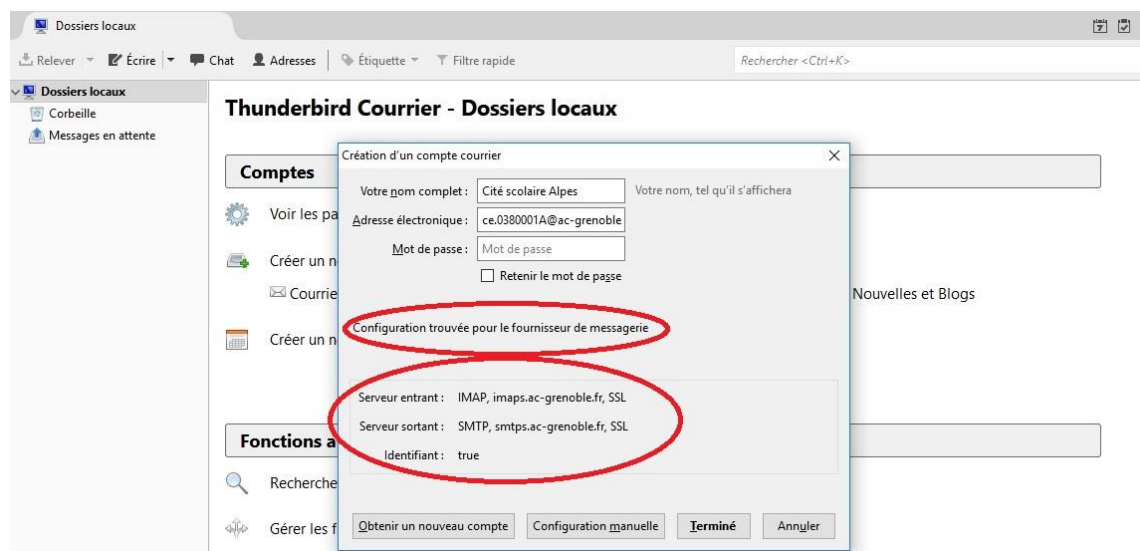 Dossiers locaux
Relever Écrire Chat Adresses Étiquette Filtre rapide Rechercher <Ctrl+K>
Dossiers locaux
Corbeille
Messages en attente
Thunderbird Courrier - Dossiers locaux
Création d'un compte courrier
Votre nom complet : Cité scolaire Alpes Votre nom, tel qu'il s'affichera
Adresse électronique : ce.0380001A@ac-grenoble
Mot de passe : Mot de passe
Retenir le mot de passe
Configuration trouvée pour le fournisseur de messagerie
Serveur entrant : IMAP, imaps.ac-grenoble.fr, SSL
Serveur sortant : SMTP, smtps.ac-grenoble.fr, SSL
Identifiant : true
Obtenir un nouveau compte Configuration manuelle Terminé Annuler
Comptes
Voir les pa
Créer un n
Courrie Nouvelles et Blogs
Créer un n
Fonctions a
Recherche
Gérer les f